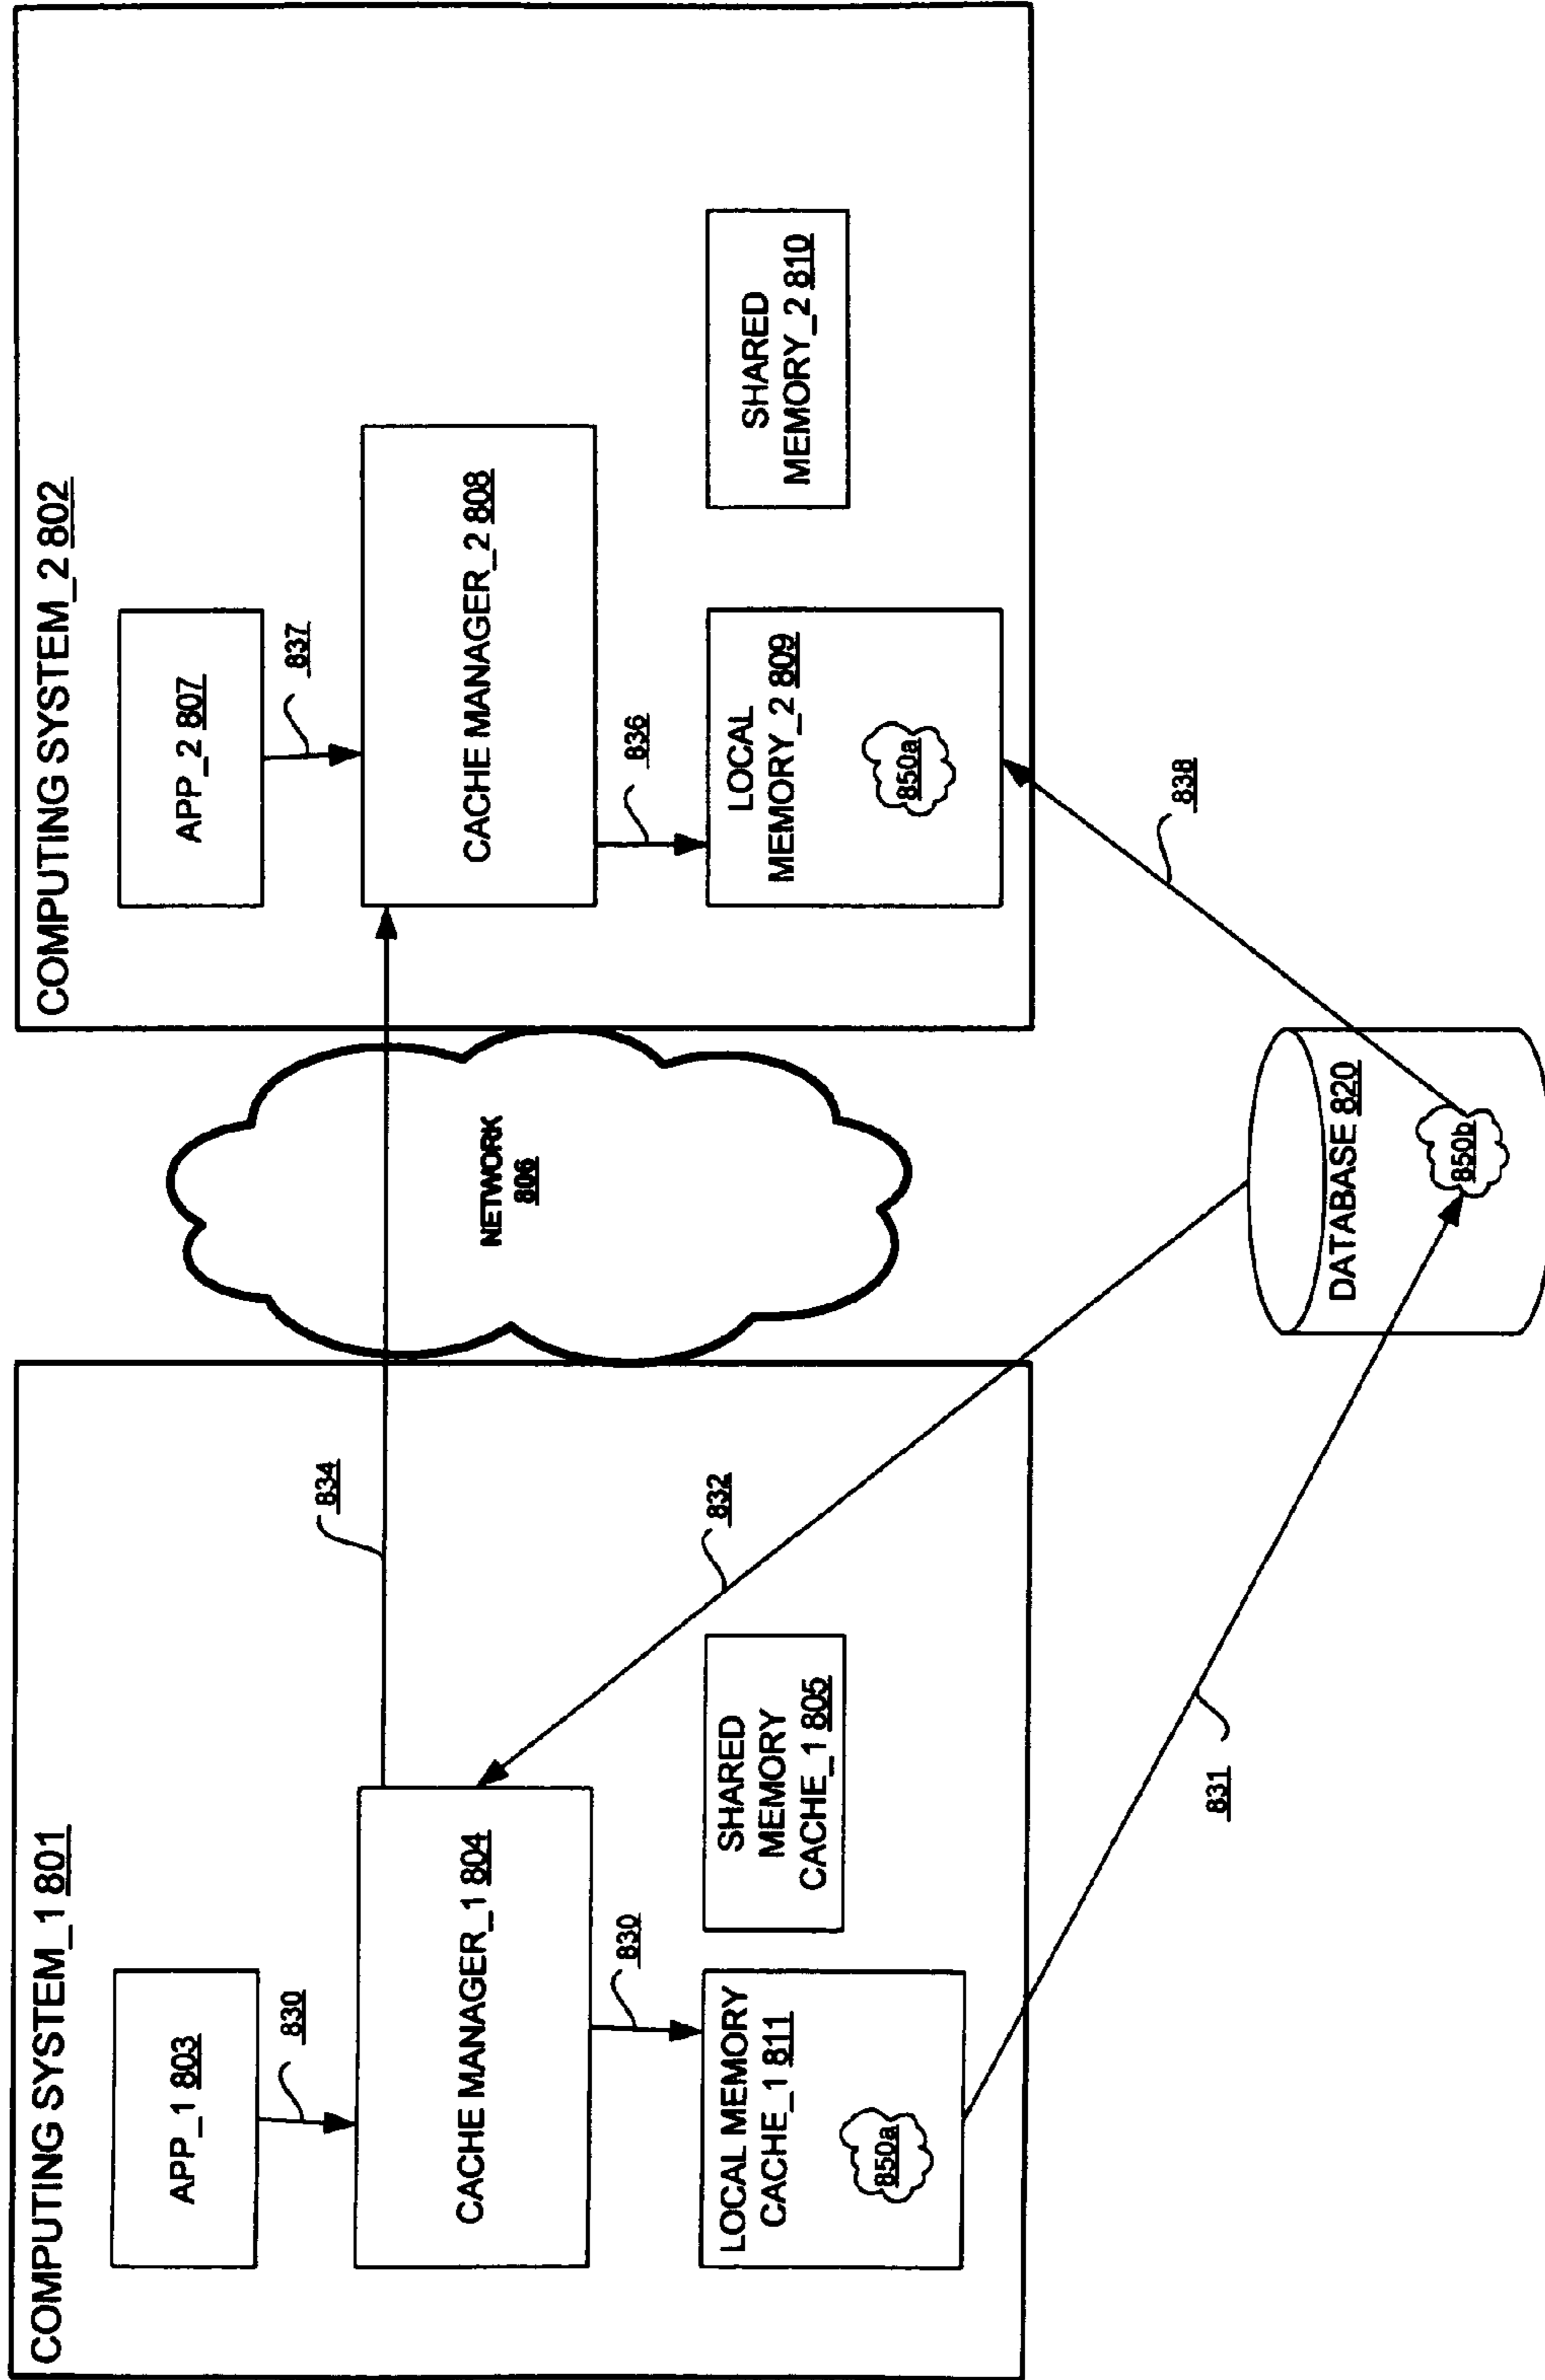 COMPUTING SYSTEM_1 801
APP_1 803
830
CACHE MANAGER_1 804
830
LOCAL MEMORY
CACHE_1 811
850a
SHARED
MEMORY
CACHE_1 805
834
832
831
NETWORK
806
DATABASE 820
850b
COMPUTING SYSTEM_2 802
APP_2 807
837
CACHE MANAGER_2 808
836
LOCAL
MEMORY_2 809
850a
SHARED
MEMORY_2 810
838